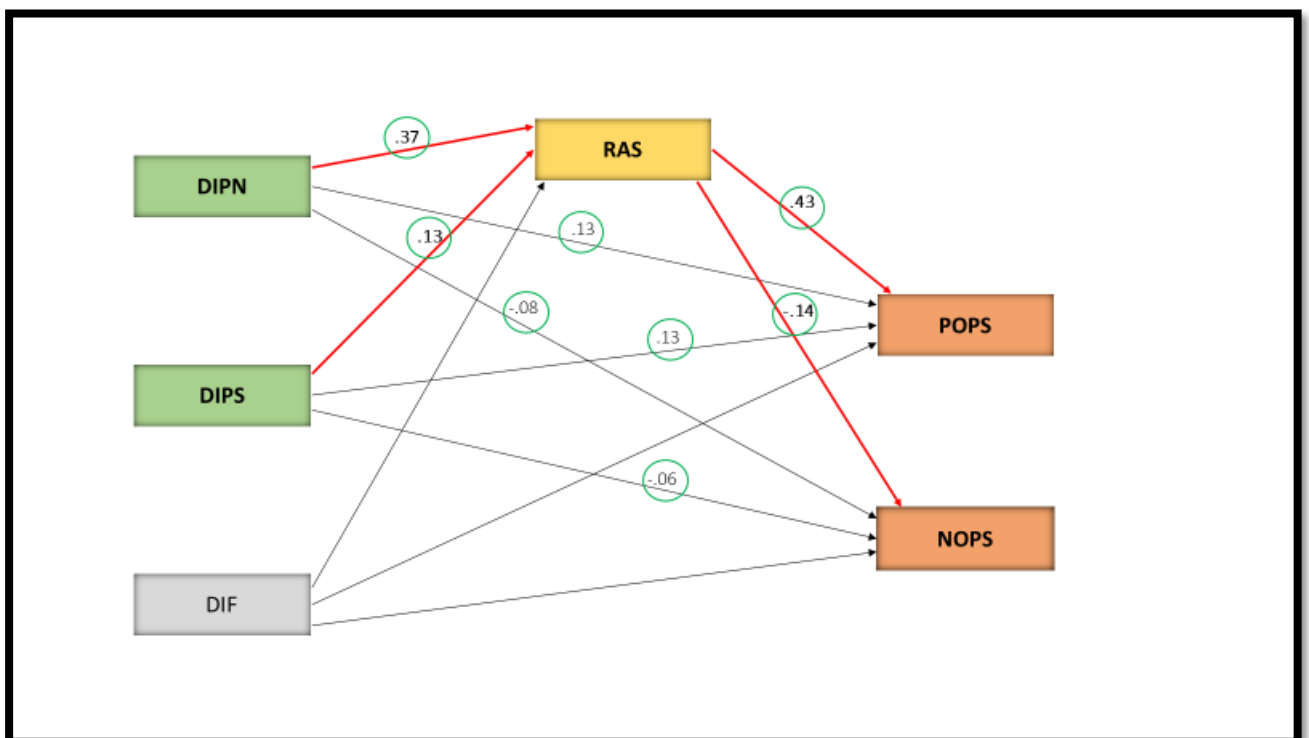 .37
RAS
DIPN
.13
.43
.13
-.08
-.14
POPS
.13
DIPS
-.06
NOPS
DIF